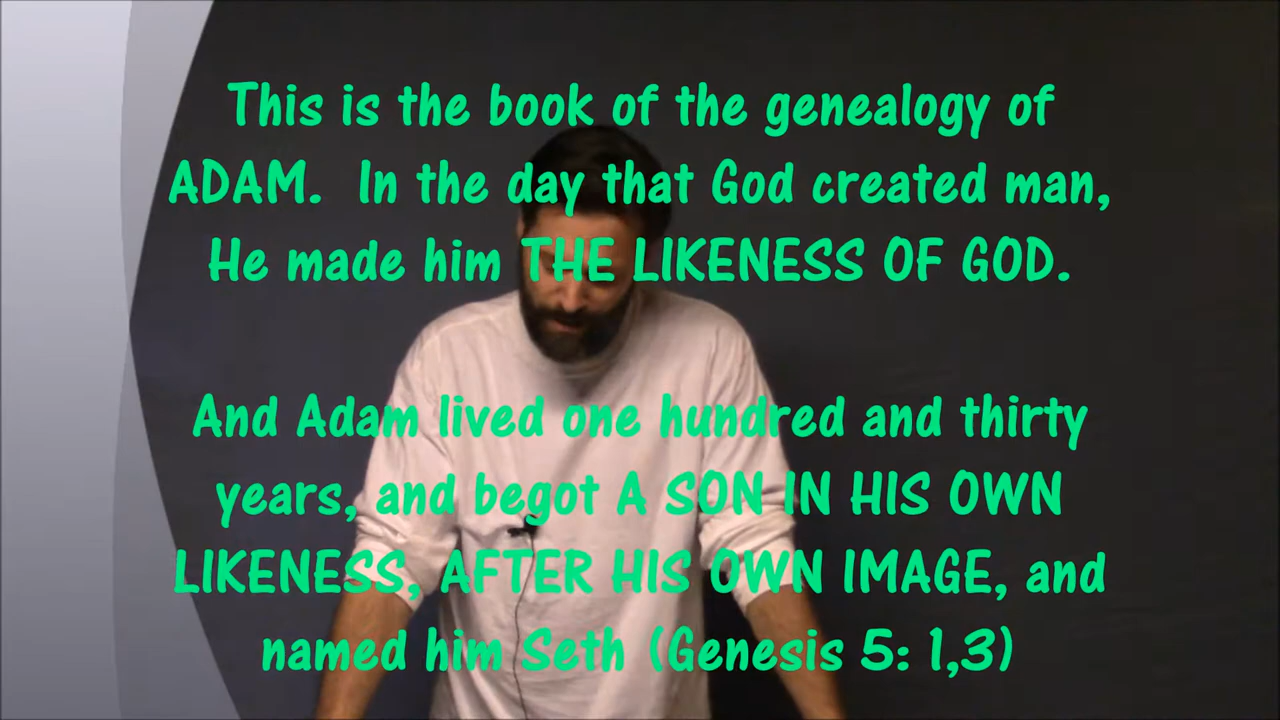 This is the book of the genealogy of
ADAM.  In the day that God created man,
He made him THE LIKENESS OF GOD.
And Adam lived one hundred and thirty
years, and begot A SON IN HIS OWN
LIKENESS, AFTER HIS OWN IMAGE, and
named him Seth (Genesis 5: 1,3)